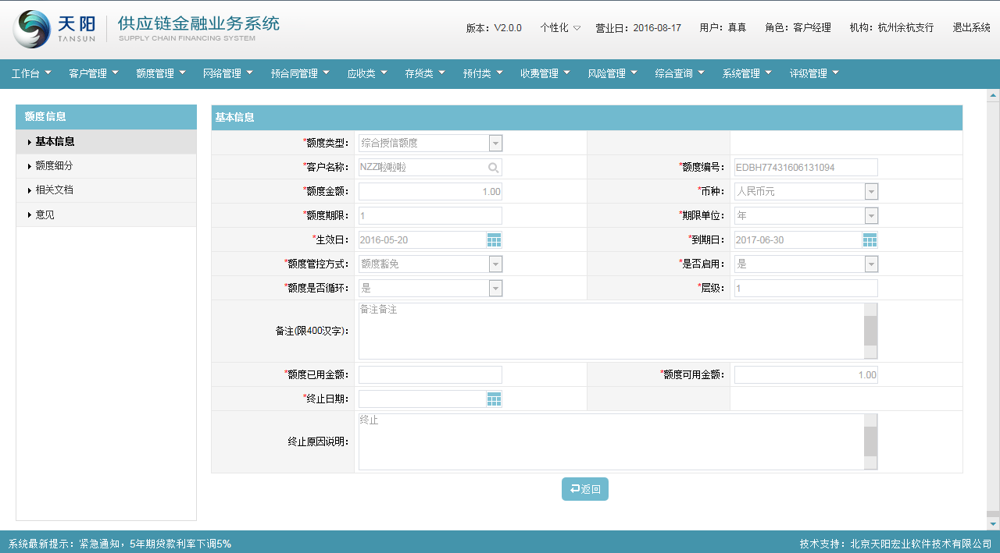 天阳 TANSUN 供应链金融业务系统 SUPPLY CHAIN FINANCING SYSTEM
版本：V2.0.0 个性化 营业日：2016-08-17 用户：真真 角色：客户经理 机构：杭州余杭支行 退出系统
工作台 客户管理 额度管理 网络管理 预合同管理 应收类 存货类 预付类 收费管理 风险管理 综合查询 系统管理 评级管理
额度信息
基本信息
额度细分
相关文档
意见
基本信息
*额度类型： 综合授信额度
*客户名称： NZZ啦啦啦 *额度编号： EDBH77431606131094
*额度金额： 1.00 *币种： 人民币元
*额度期限： 1 *期限单位： 年
*生效日： 2016-05-20 *到期日： 2017-06-30
*额度管控方式： 额度豁免 *是否启用： 是
*额度是否循环： 是 *层级： 1
备注(限400汉字)： 备注备注
*额度已用金额： *额度可用金额： 1.00
*终止日期：
终止原因说明： 终止
返回
系统最新提示：紧急通知，5年期贷款利率下调5% 技术支持：北京天阳宏业软件技术有限公司